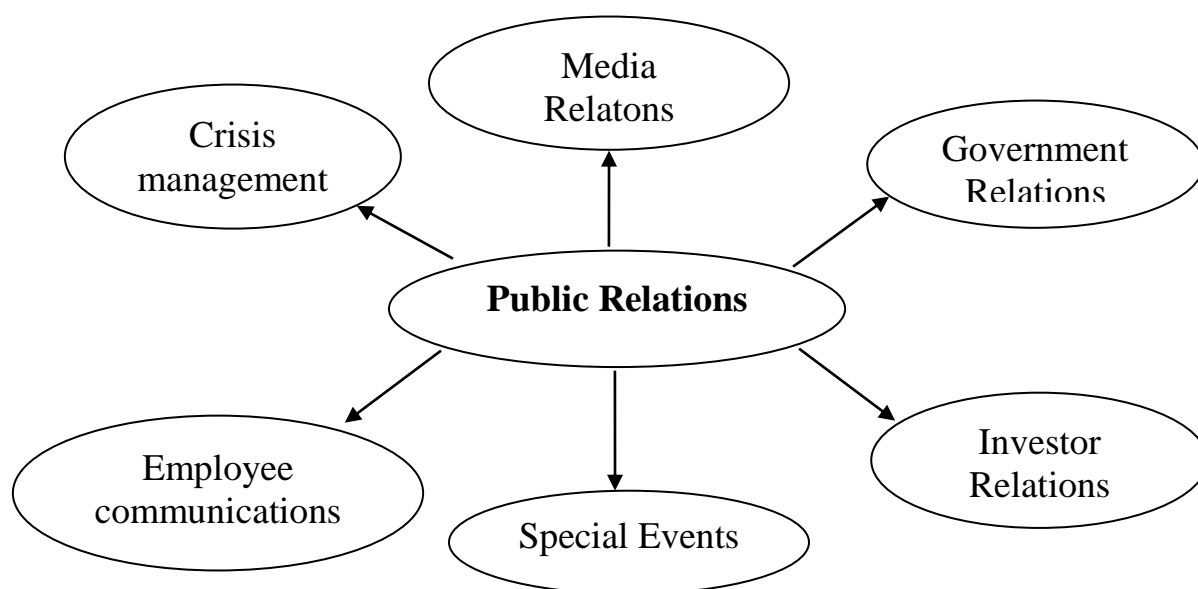 Media
Relatons
Crisis
management
Government
Relations
Public Relations
Employee
communications
Special Events
Investor
Relations